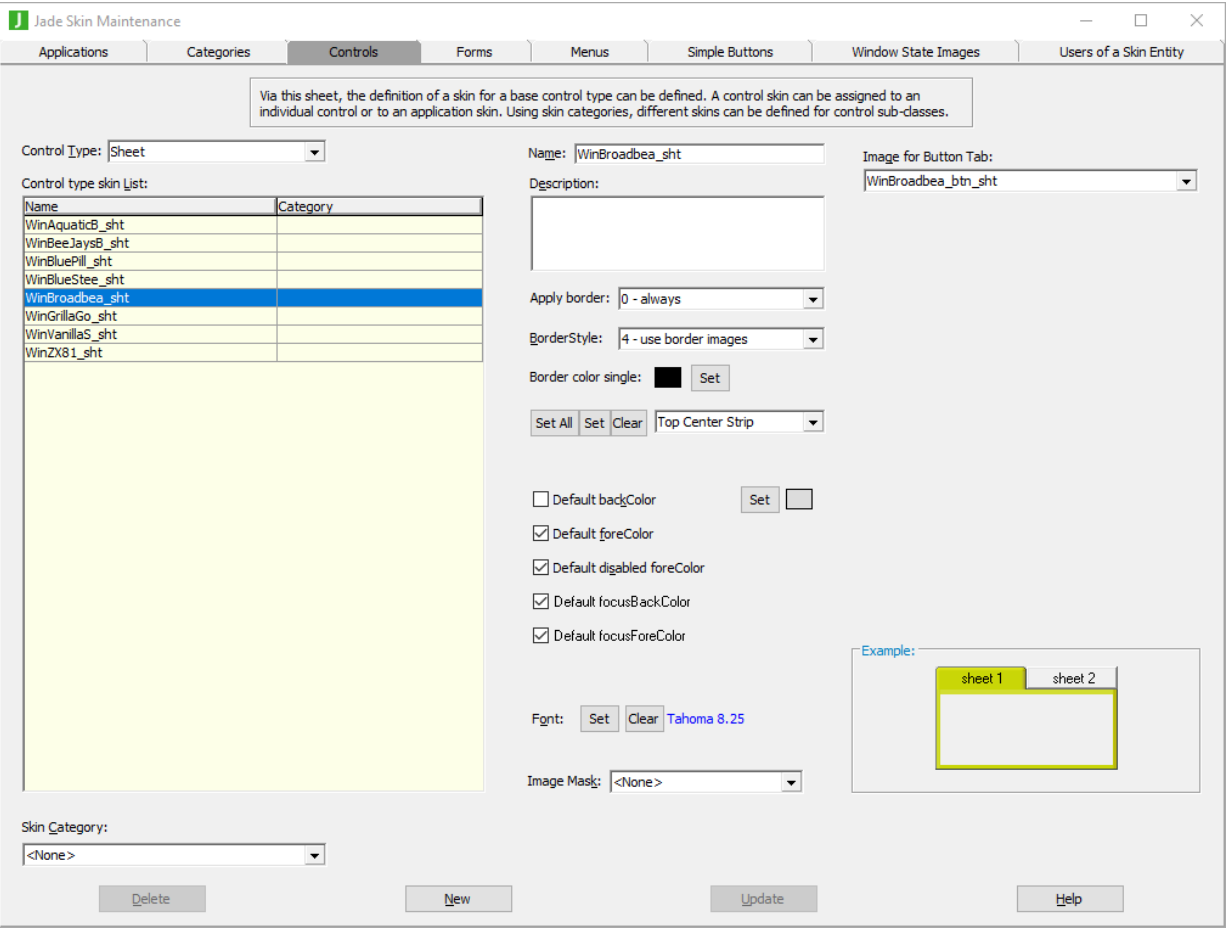 Jade Skin Maintenance
Applications Categories Controls Forms Menus Simple Buttons Window State Images Users of a Skin Entity
Via this sheet, the definition of a skin for a base control type can be defined. A control skin can be assigned to an
individual control or to an application skin. Using skin categories, different skins can be defined for control sub-classes.
Control Type: Sheet
Control type skin List:
Name Category
WinAquaticB_sht
WinBeeJaysB_sht
WinBluePill_sht
WinBlueStee_sht
WinBroadbea_sht
WinGrillaGo_sht
WinVanillaS_sht
WinZX81_sht
Skin Category:
<None>
Name: WinBroadbea_sht
Description:
Apply border: 0 - always
BorderStyle: 4 - use border images
Border color single: Set
Set All Set Clear Top Center Strip
Default backColor Set
Default foreColor
Default disabled foreColor
Default focusBackColor
Default focusForeColor
Font: Set Clear Tahoma 8.25
Image Mask: <None>
Image for Button Tab:
WinBroadbea_btn_sht
Example:
sheet 1 sheet 2
Delete New Update Help